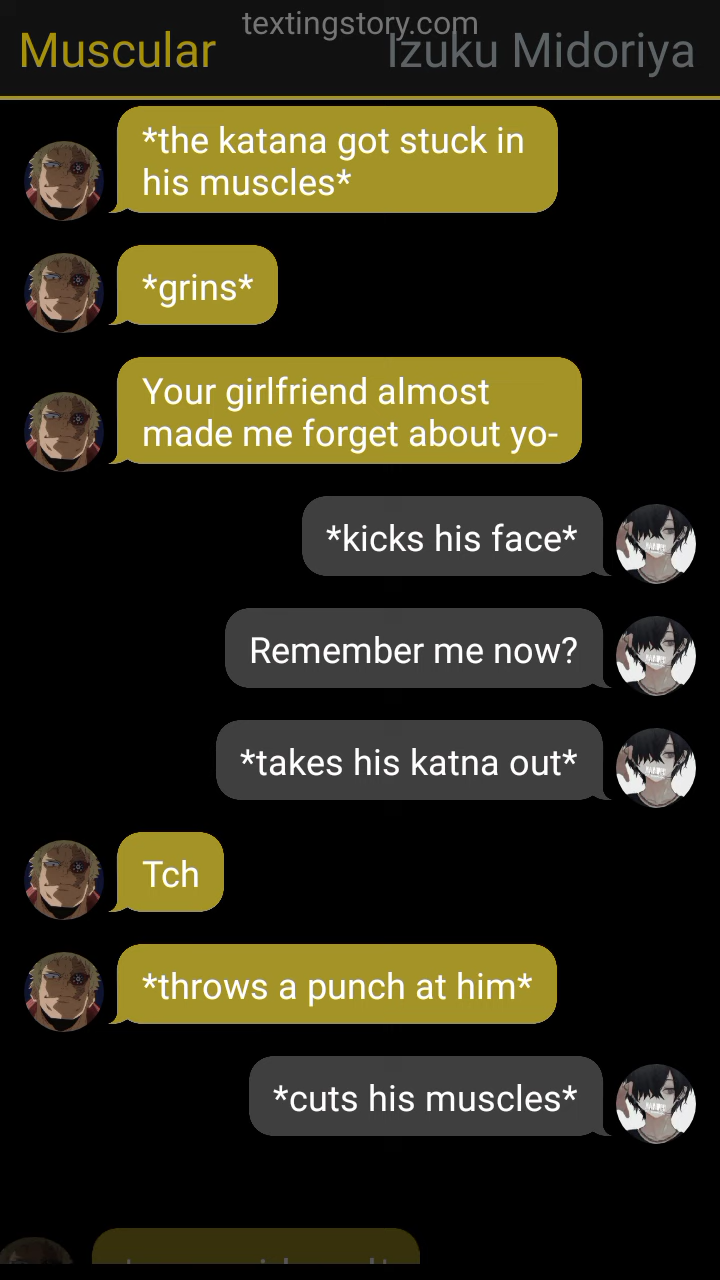 textingstory.com
Muscular
Izuku Midoriya
*the katana got stuck in
his muscles*
*grins*
Your girlfriend almost
made me forget about yo-
*kicks his face*
Remember me now?
*takes his katna out*
Tch
*throws a punch at him*
*cuts his muscles*